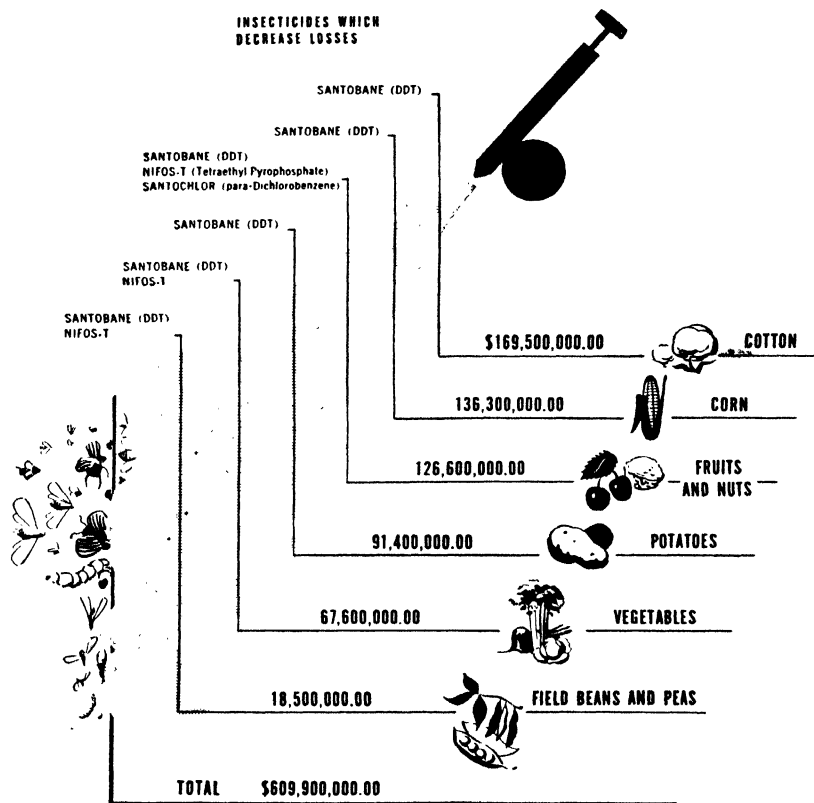 INSECTICIDES WHICH
DECREASE LOSSES
SANTOBANE (DDT)
SANTOBANE (DDT)
SANTOBANE (DDT)
NIFOS-T (Tetraethyl Pyrophosphate)
SANTOCHLOR (para-Dichlorobenzene)
SANTOBANE (DDT)
SANTOBANE (DDT)
NIFOS-T
SANTOBANE (DDT)
NIFOS-T
$169,500,000.00 COTTON
136,300,000.00 CORN
126,600,000.00 FRUITS
AND NUTS
91,400,000.00 POTATOES
67,600,000.00 VEGETABLES
18,500,000.00 FIELD BEANS AND PEAS
TOTAL $609,900,000.00